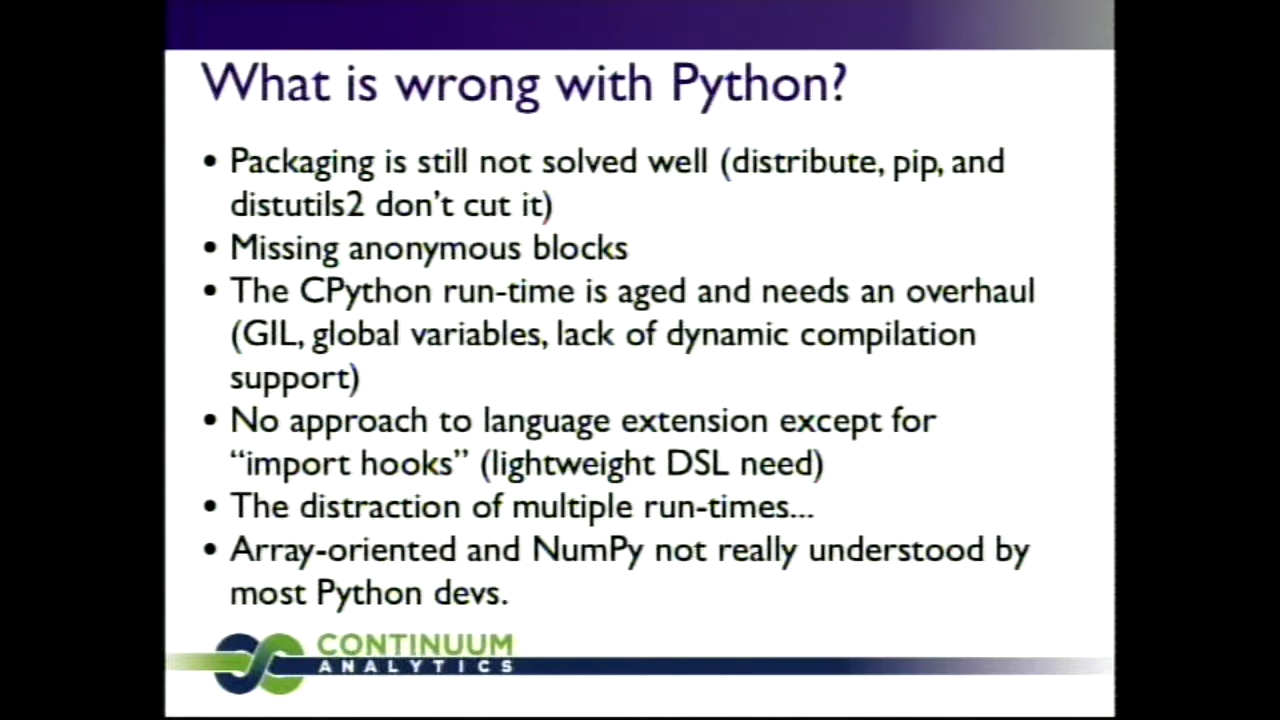 What is wrong with Python?
• Packaging is still not solved well (distribute, pip, and
distutils2 don't cut it)
• Missing anonymous blocks
• The CPython run-time is aged and needs an overhaul
(GIL, global variables, lack of dynamic compilation
support)
• No approach to language extension except for
“import hooks” (lightweight DSL need)
• The distraction of multiple run-times...
• Array-oriented and NumPy not really understood by
most Python devs.
CONTINUUM
ANALYTICS